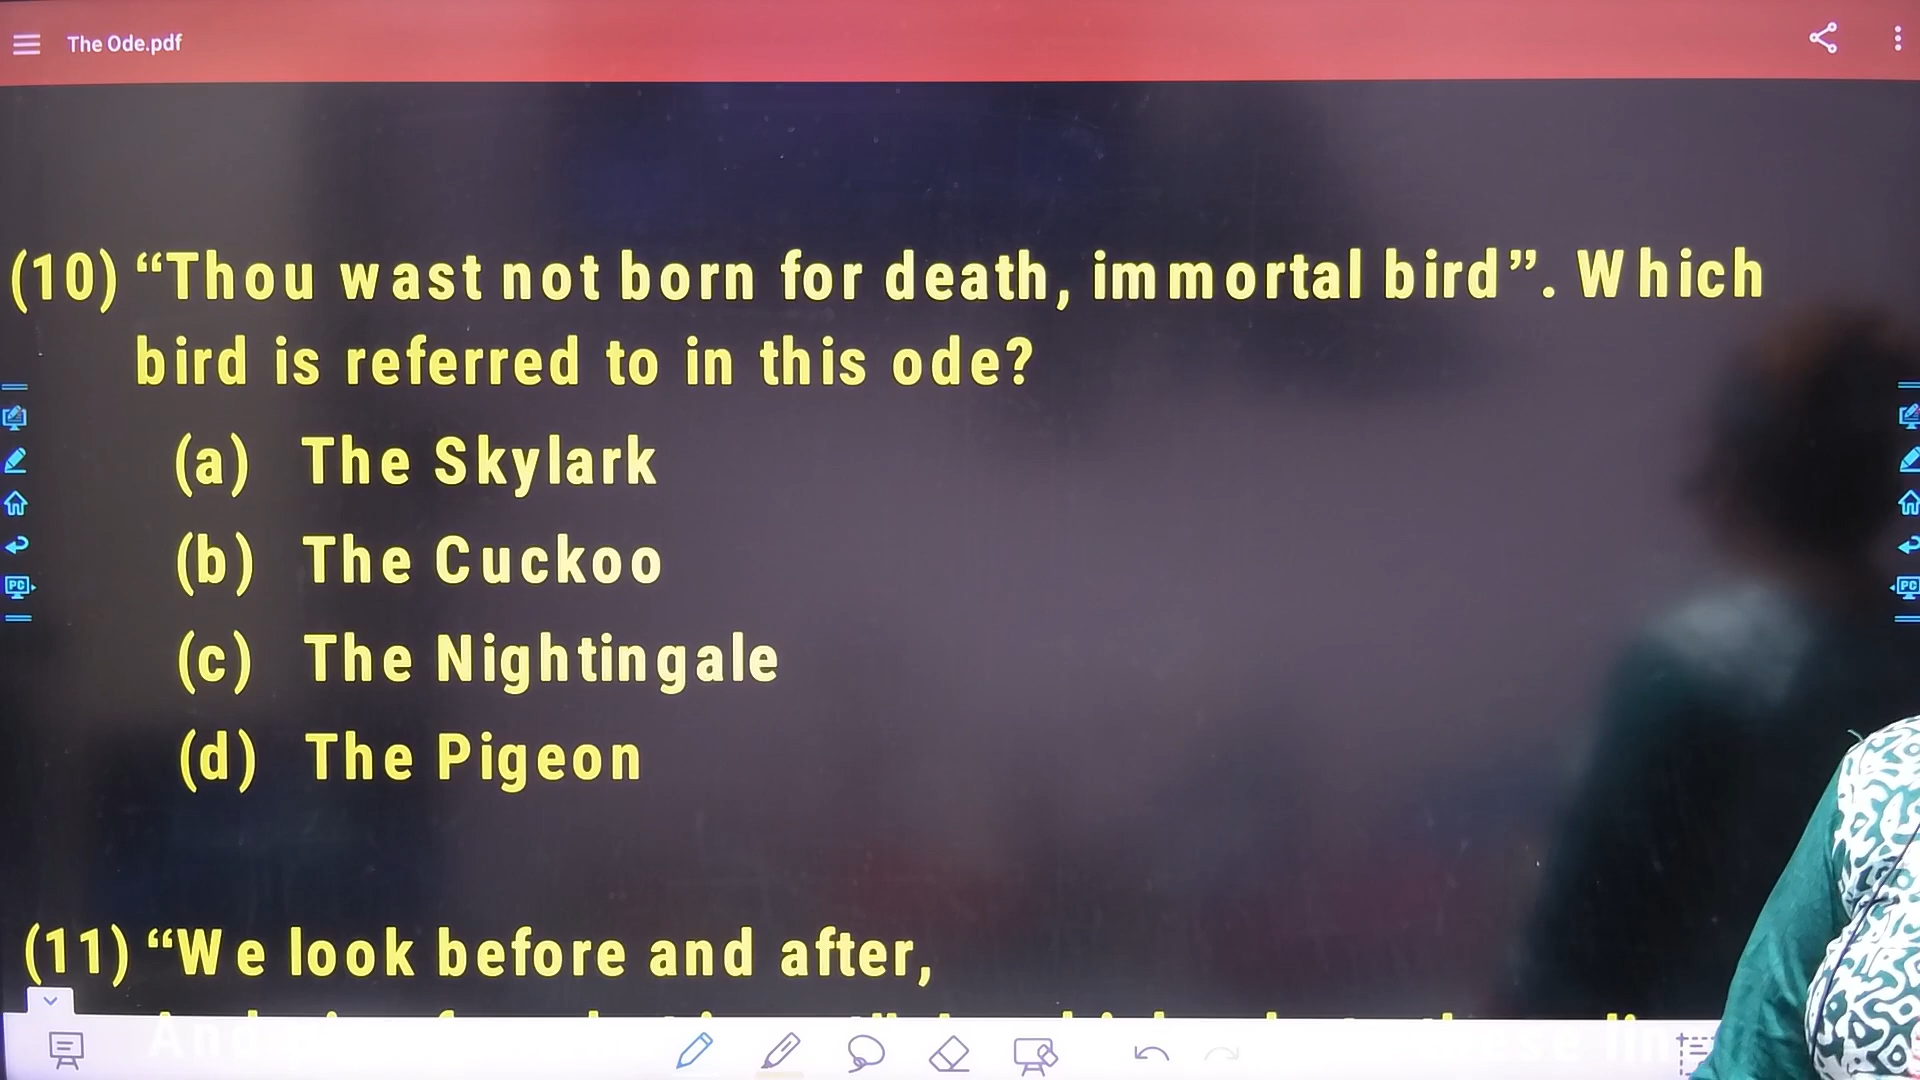 The Ode.pdf
(10) “Thou wast not born for death, immortal bird”. Which
bird is referred to in this ode?
(a) The Skylark
(b) The Cuckoo
(c) The Nightingale
(d) The Pigeon
(11) “We look before and after,
And